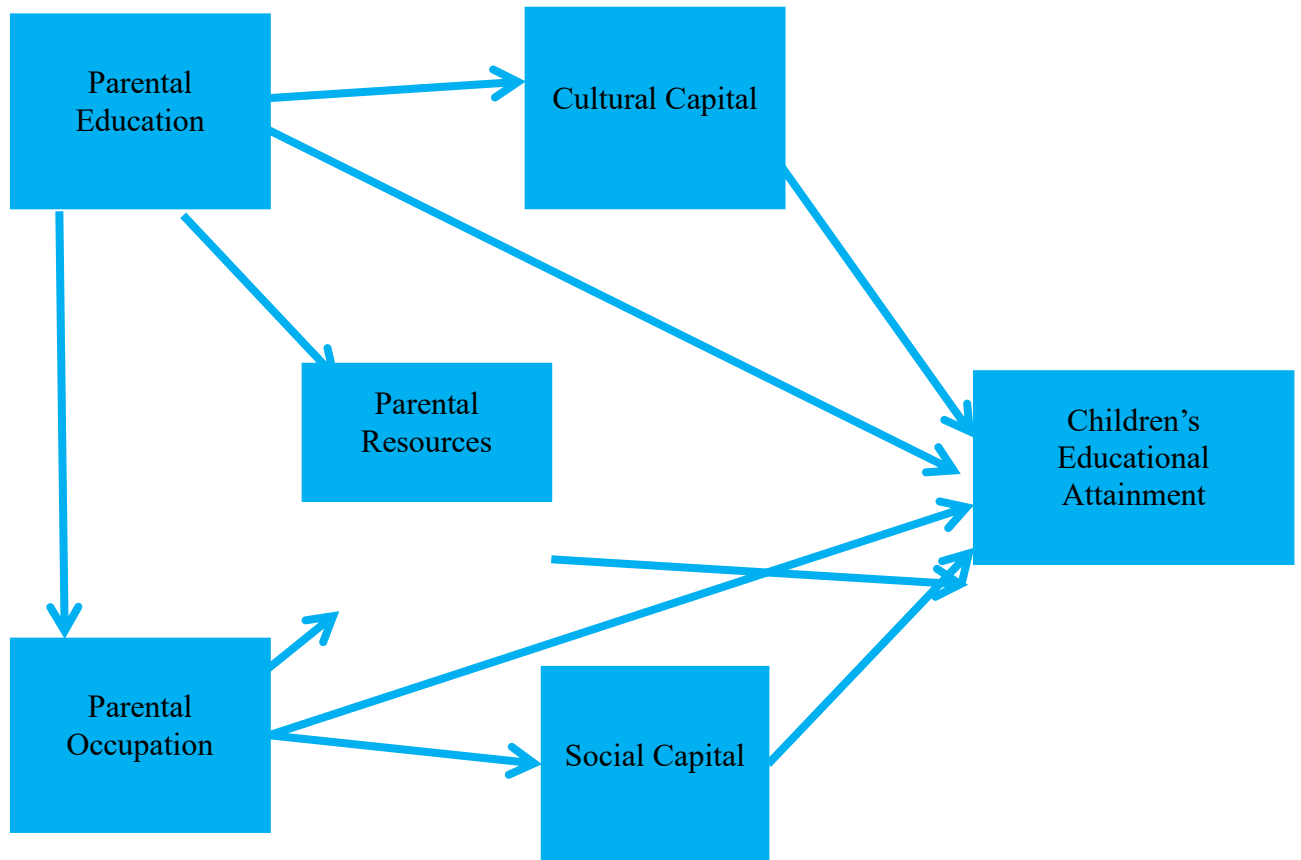 Parental
Education
Cultural Capital
Parental
Resources
Children’s
Educational
Attainment
Parental
Occupation
Social Capital